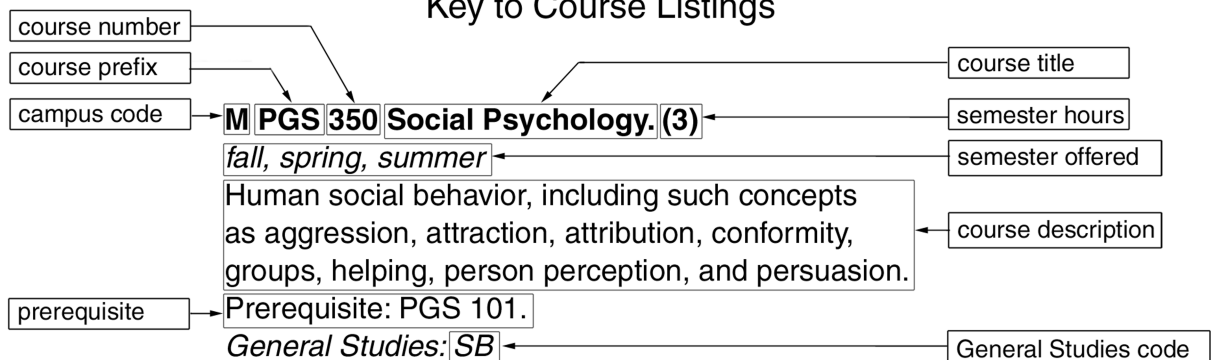 Key to Course Listings
course number
course prefix
course title
campus code
M PGS 350 Social Psychology. (3)
semester hours
fall, spring, summer
semester offered
Human social behavior, including such concepts
as aggression, attraction, attribution, conformity,
groups, helping, person perception, and persuasion.
course description
prerequisite
Prerequisite: PGS 101.
General Studies: SB
General Studies code